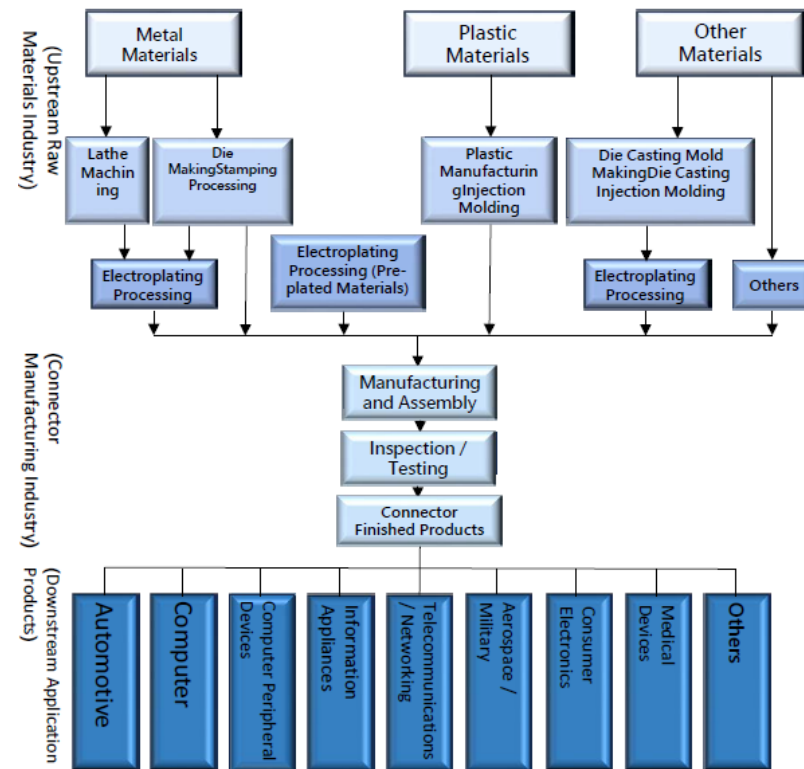 (Upstream Raw
Materials Industry)
Metal
Materials
Plastic
Materials
Other
Materials
Lathe
Machin
ing
Die
MakingStamping
Processing
Plastic
Manufacturin
gInjection
Molding
Die Casting Mold
MakingDie Casting
Injection Molding
Electroplating
Processing
Electroplating
Processing (Pre-
plated Materials)
Electroplating
Processing
Others
(Connector
Manufacturing Industry)
Manufacturing
and Assembly
Inspection /
Testing
Connector
Finished Products
(Downstream Application
Products)
Automotive
Computer
Computer Peripheral
Devices
Information
Appliances
Telecommunications
/ Networking
Aerospace /
Military
Consumer
Electronics
Medical
Devices
Others